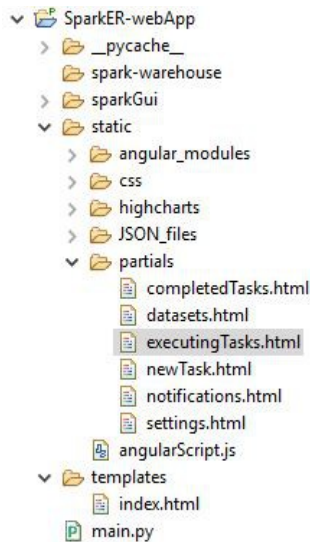 SparkER-webApp
__pycache__
spark-warehouse
sparkGui
static
angular_modules
css
highcharts
JSON_files
partials
completedTasks.html
datasets.html
executingTasks.html
newTask.html
notifications.html
settings.html
angularScript.js
templates
index.html
main.py